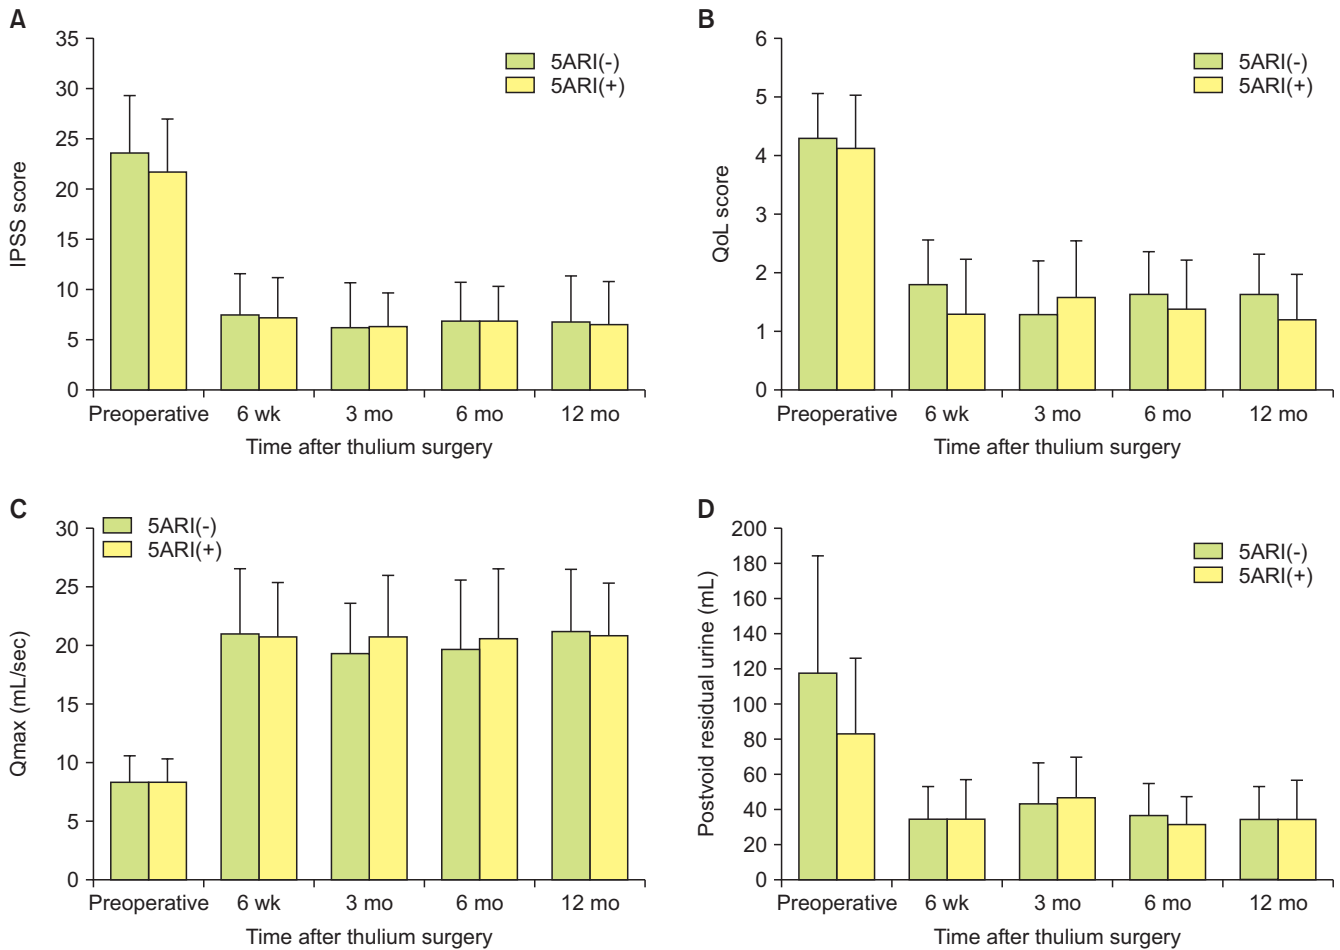 A
IPSS score
35
30
25
20
15
10
5
0
5ARI(-)
5ARI(+)
Preoperative 6 wk 3 mo 6 mo 12 mo
Time after thulium surgery
B
QoL score
6
5
4
3
2
1
0
5ARI(-)
5ARI(+)
Preoperative 6 wk 3 mo 6 mo 12 mo
Time after thulium surgery
C
Qmax (mL/sec)
30
25
20
15
10
5
0
5ARI(-)
5ARI(+)
Preoperative 6 wk 3 mo 6 mo 12 mo
Time after thulium surgery
D
Postvoid residual urine (mL)
200
180
160
140
120
100
80
60
40
20
0
5ARI(-)
5ARI(+)
Preoperative 6 wk 3 mo 6 mo 12 mo
Time after thulium surgery